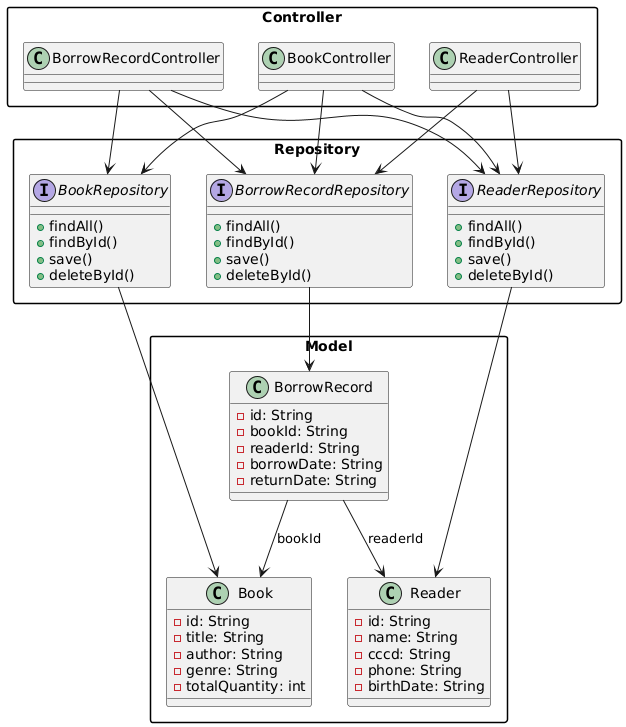 Controller
C BorrowRecordController
C BookController
C ReaderController
Repository
I BookRepository
findAll()
findById()
save()
deleteById()
I BorrowRecordRepository
findAll()
findById()
save()
deleteById()
I ReaderRepository
findAll()
findById()
save()
deleteById()
Model
C BorrowRecord
id: String
bookId: String
readerId: String
borrowDate: String
returnDate: String
bookId
readerId
C Book
id: String
title: String
author: String
genre: String
totalQuantity: int
C Reader
id: String
name: String
cccd: String
phone: String
birthDate: String